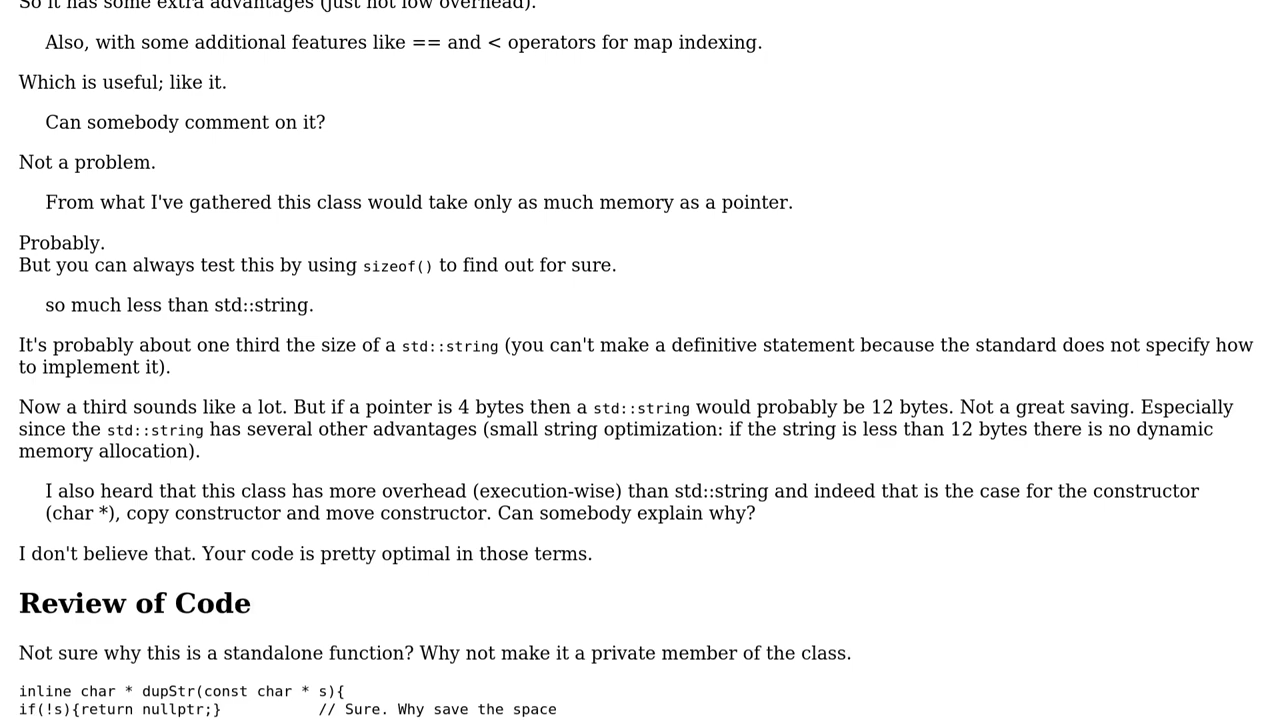 So it has some extra advantages (just not low overhead).
Also, with some additional features like == and < operators for map indexing.
Which is useful; like it.
Can somebody comment on it?
Not a problem.
From what I've gathered this class would take only as much memory as a pointer.
Probably.
But you can always test this by using sizeof() to find out for sure.
so much less than std::string.
It's probably about one third the size of a std::string (you can't make a definitive statement because the standard does not specify how
to implement it).
Now a third sounds like a lot. But if a pointer is 4 bytes then a std::string would probably be 12 bytes. Not a great saving. Especially
since the std::string has several other advantages (small string optimization: if the string is less than 12 bytes there is no dynamic
memory allocation).
I also heard that this class has more overhead (execution-wise) than std::string and indeed that is the case for the constructor
(char *), copy constructor and move constructor. Can somebody explain why?
I don't believe that. Your code is pretty optimal in those terms.
Review of Code
Not sure why this is a standalone function? Why not make it a private member of the class.
inline char * dupStr(const char * s){
if(!s){return nullptr;}           // Sure. Why save the space